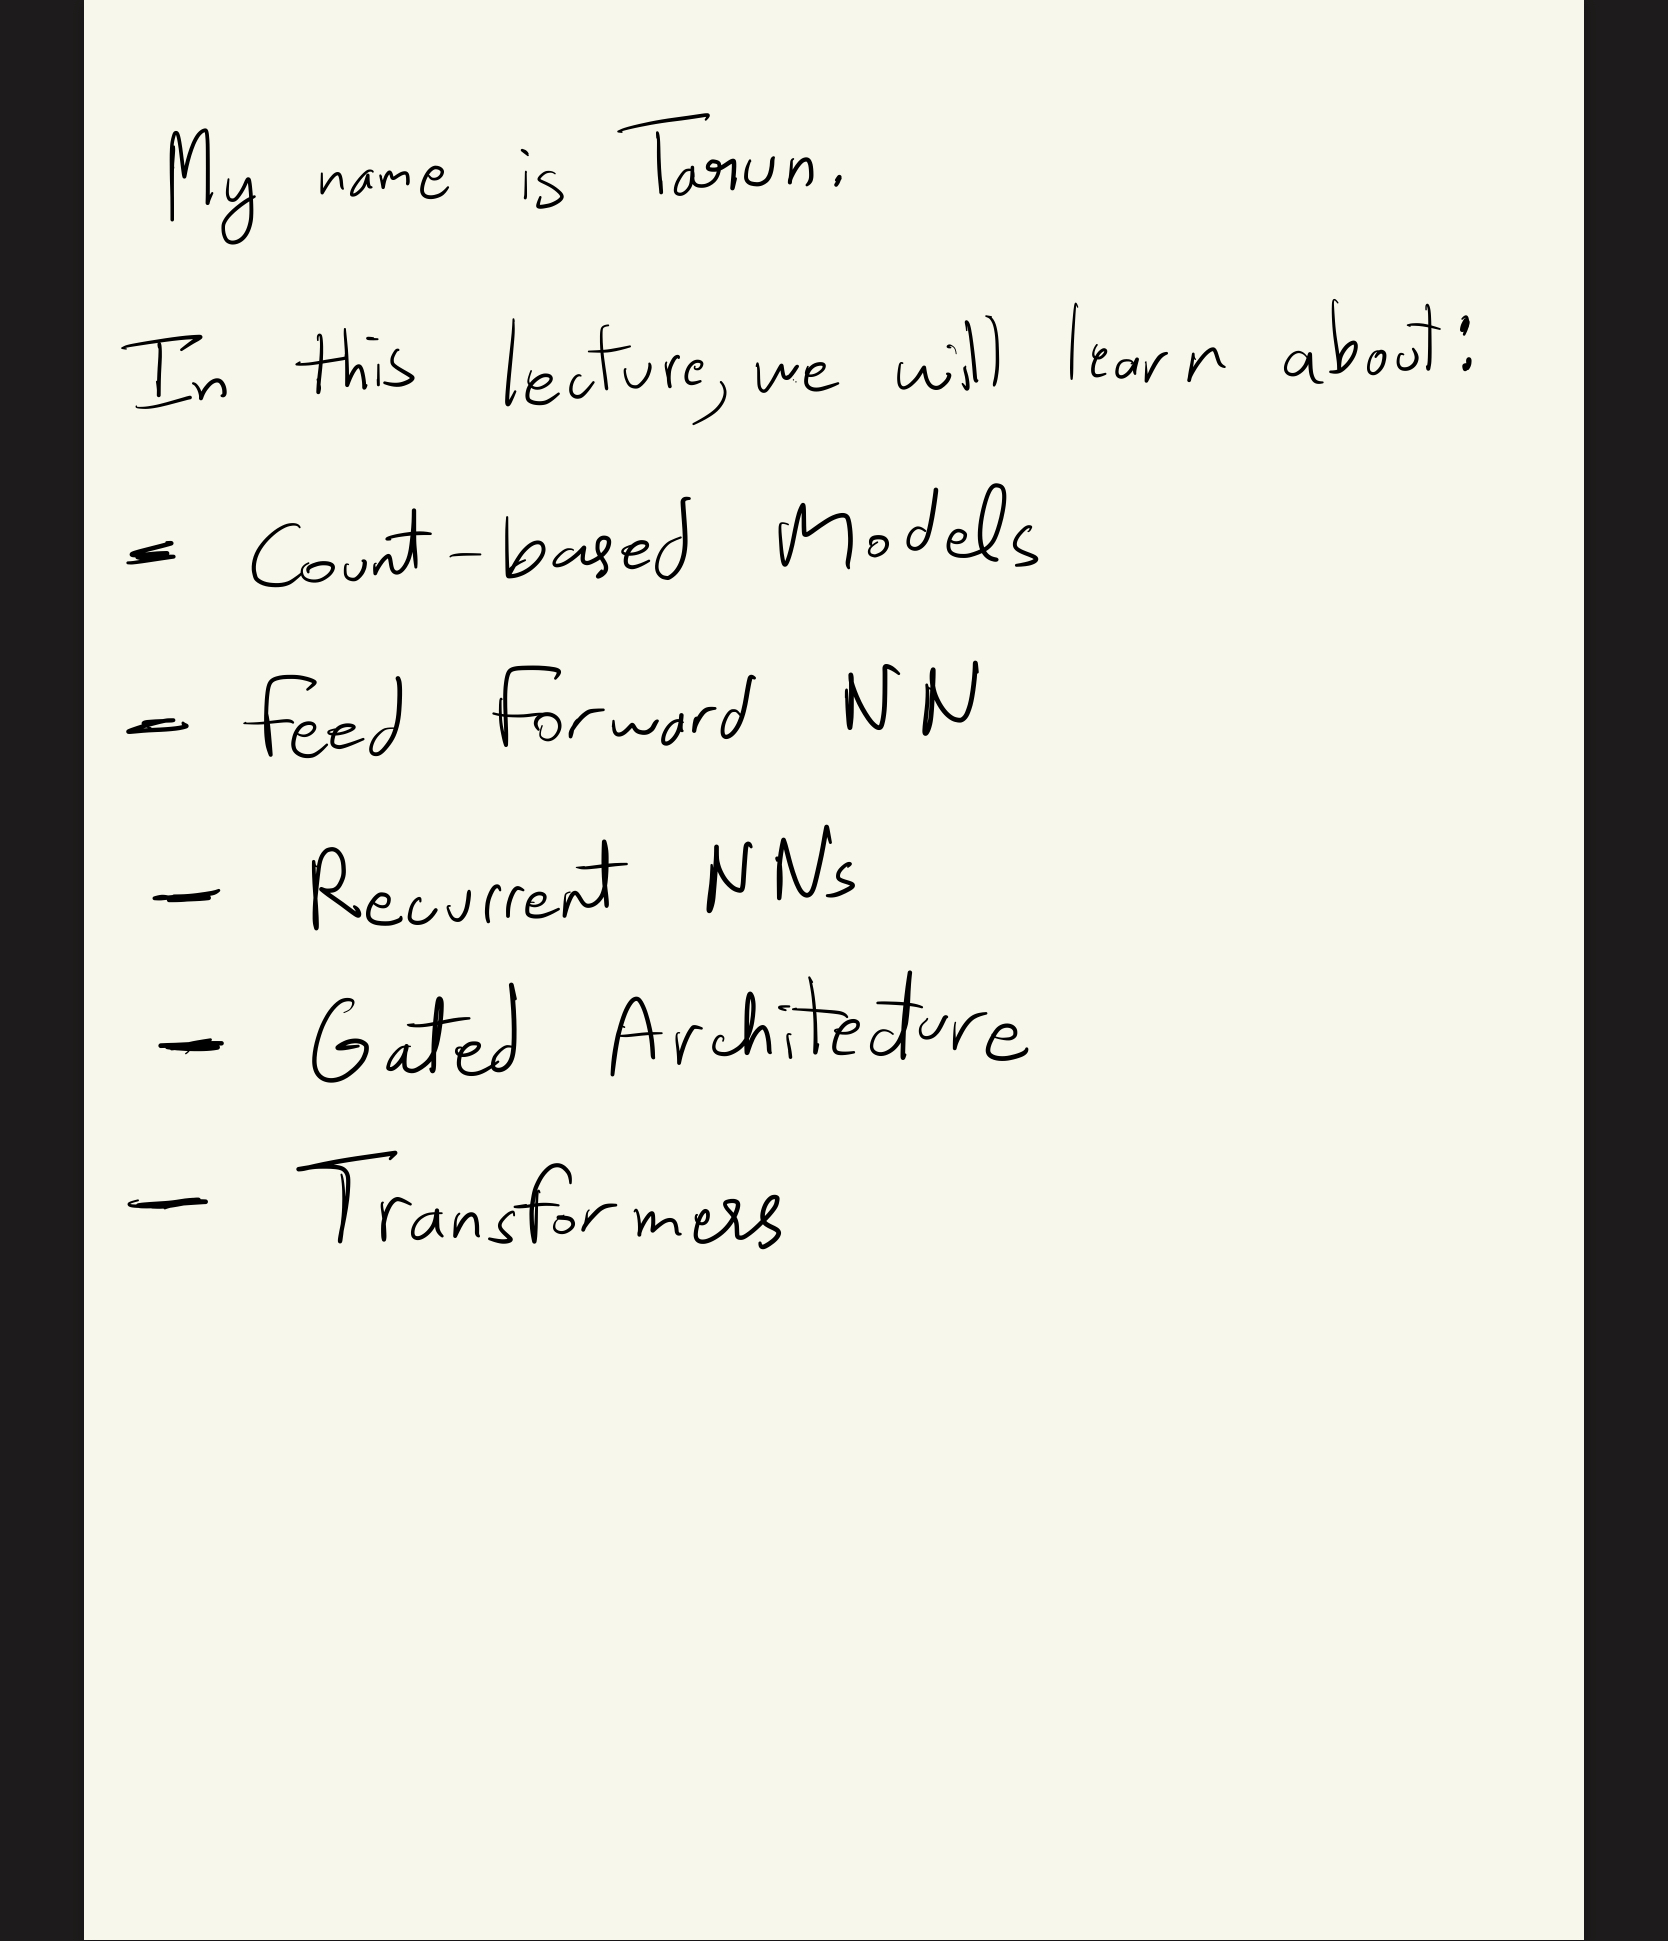 My name is Tarun.
In this lecture, we will learn about:
- Count-based Models
- Feed Forward NN
- Recurrent NNs
- Gated Architecture
- Transformers